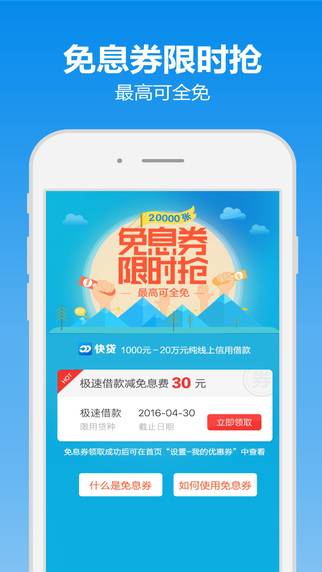 免息券限时抢
最高可全免
20000张
免息券
限时抢
最高可全免
快贷 1000元-20万元纯线上信用借款
HOT
极速借款减免息费 30 元
券
极速借款 2016-04-30
限用贷种 截止日期
立即领取
免息券领取成功后可在首页“设置-我的优惠券”中查看
什么是免息券 如何使用免息券